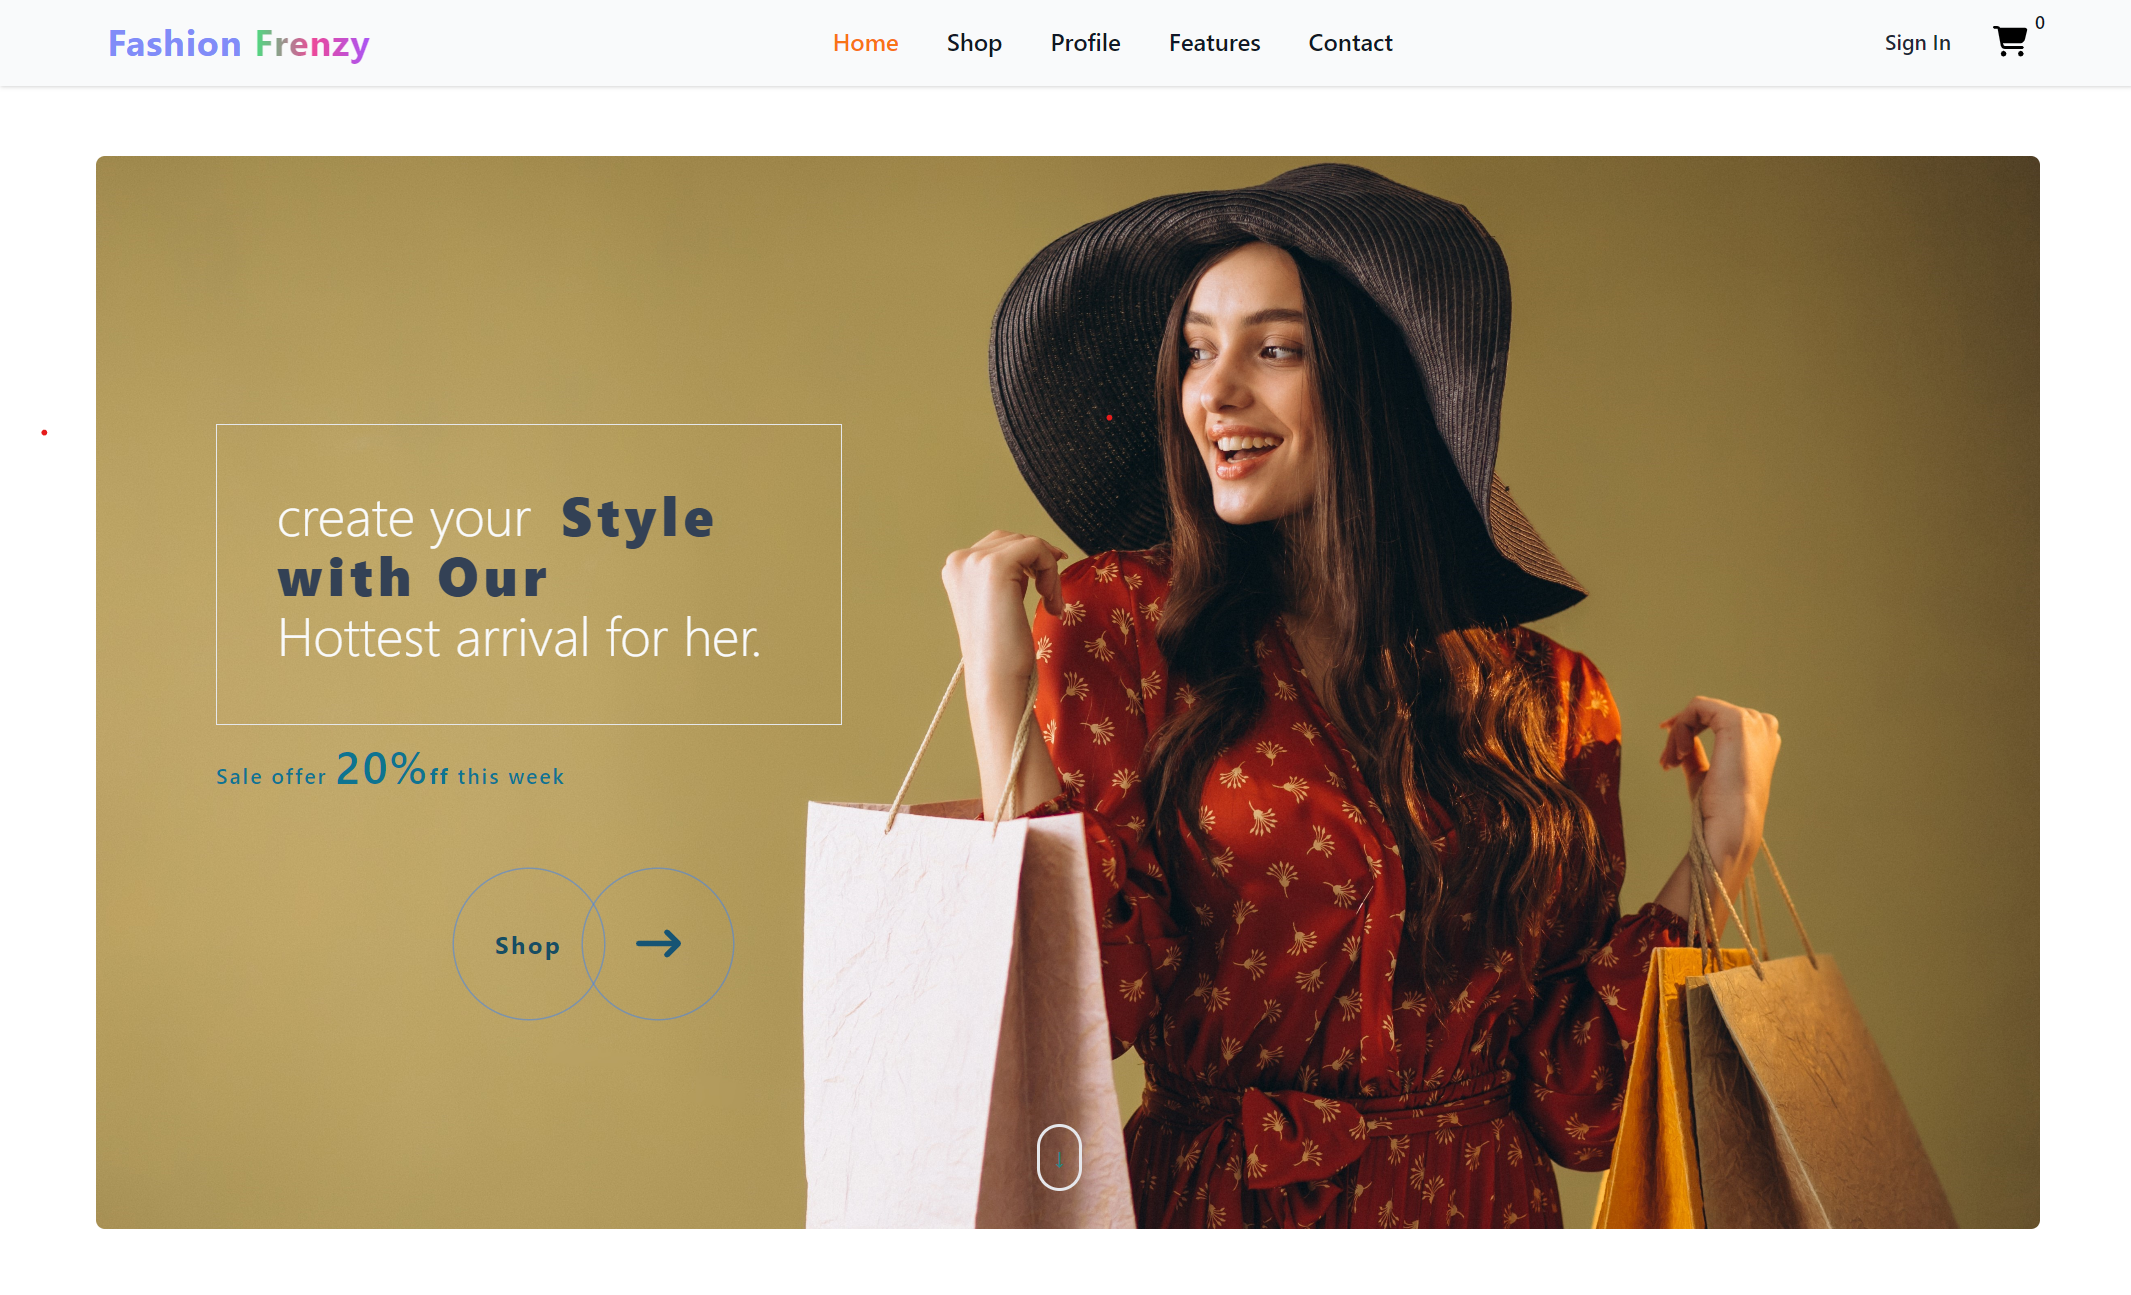 Fashion Frenzy
Home Shop Profile Features Contact
Sign In
0
create your Style
with Our
Hottest arrival for her.
Sale offer 20%ff this week
Shop →
↓